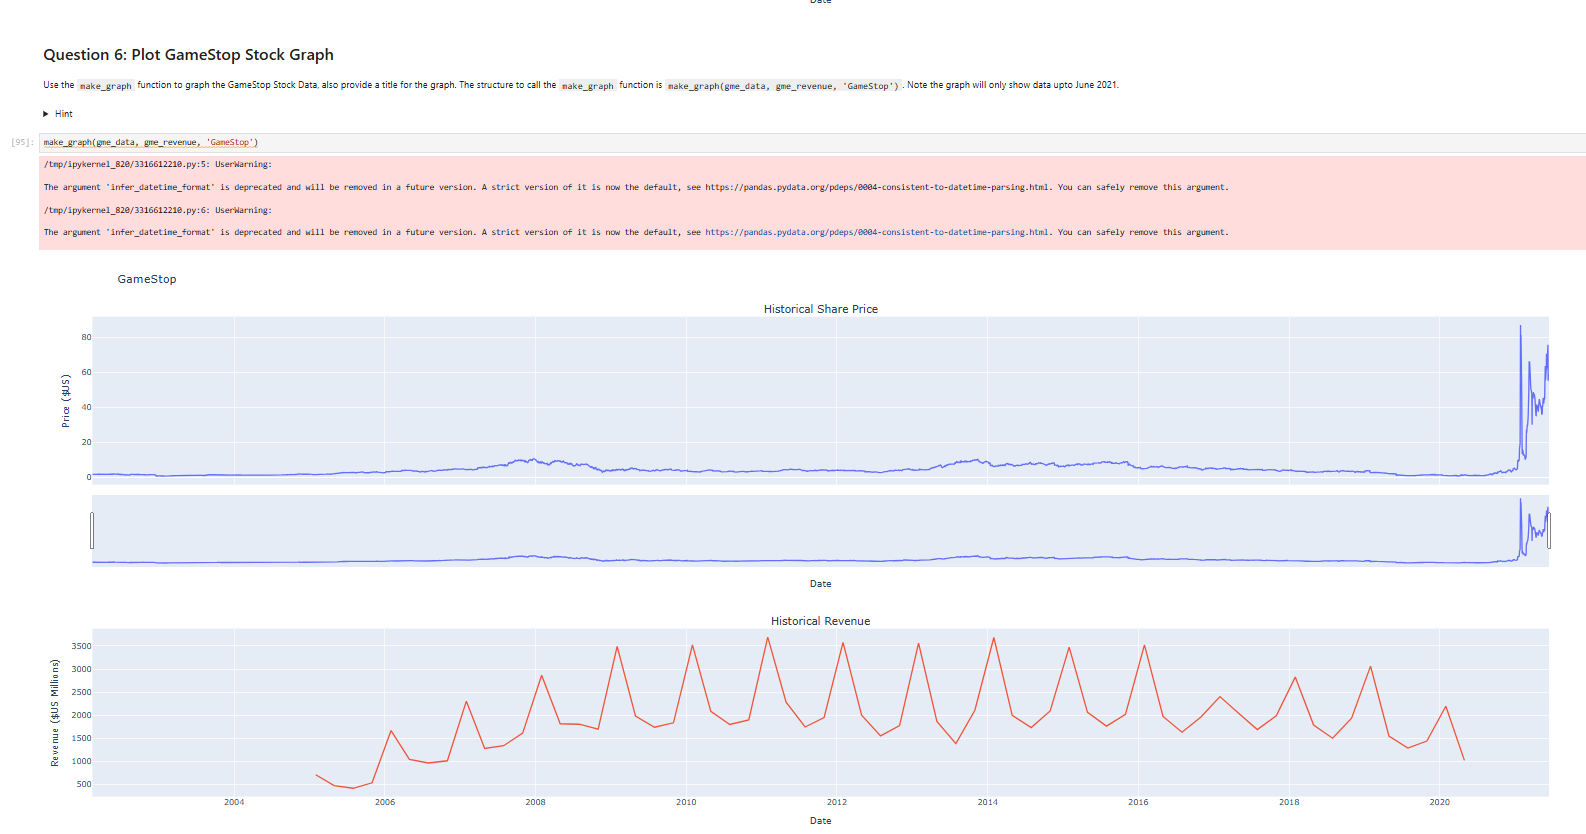 Date
Question 6: Plot GameStop Stock Graph
Use the make_graph function to graph the GameStop Stock Data, also provide a title for the graph. The structure to call the make_graph function is make_graph(gme_data, gme_revenue, 'GameStop') . Note the graph will only show data upto June 2021.
Hint
[95]: make_graph(gme_data, gme_revenue, 'GameStop')
/tmp/ipykernel_820/3316612210.py:5: UserWarning:
The argument 'infer_datetime_format' is deprecated and will be removed in a future version. A strict version of it is now the default, see https://pandas.pydata.org/pdeps/0004-consistent-to-datetime-parsing.html. You can safely remove this argument.
/tmp/ipykernel_820/3316612210.py:6: UserWarning:
The argument 'infer_datetime_format' is deprecated and will be removed in a future version. A strict version of it is now the default, see https://pandas.pydata.org/pdeps/0004-consistent-to-datetime-parsing.html. You can safely remove this argument.
GameStop
Historical Share Price
Price ($US)
80
60
40
20
0
Date
Historical Revenue
Revenue ($US Millions)
3500
3000
2500
2000
1500
1000
500
2004 2006 2008 2010 2012 2014 2016 2018 2020
Date